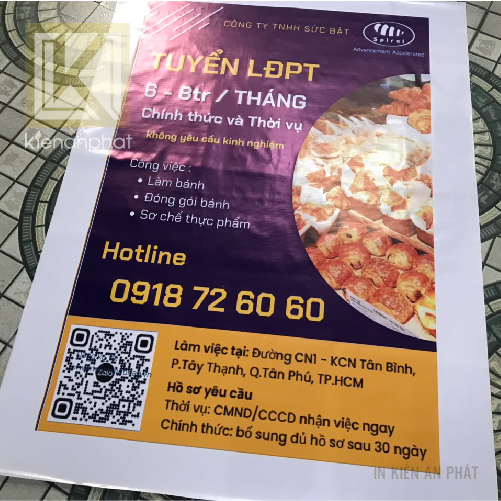 CÔNG TY TNHH SỨC BẬT
Spiral
Advancement Accelerated
TUYỂN LĐPT
6 - 8tr / THÁNG
Chính thức và Thời vụ
không yêu cầu kinh nghiệm
kienanphat
Công việc :
• Làm bánh
• Đóng gói bánh
• Sơ chế thực phẩm
Hotline
0918 72 60 60
Zalo
Làm việc tại: Đường CN1 - KCN Tân Bình,
P.Tây Thạnh, Q.Tân Phú, TP.HCM
Hồ sơ yêu cầu
Thời vụ: CMND/CCCD nhận việc ngay
Chính thức: bổ sung đủ hồ sơ sau 30 ngày
IN KIẾN AN PHÁT